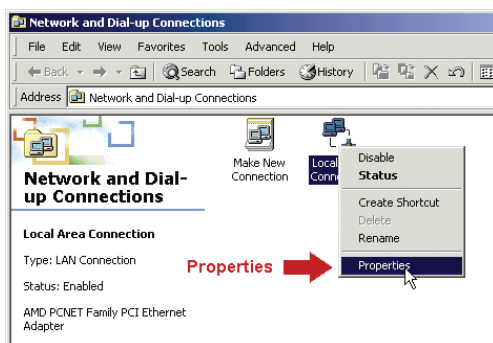 Network and Dial-up Connections
File Edit View Favorites Tools Advanced Help
Back Search Folders History
Address Network and Dial-up Connections
Network and Dial-
up Connections
Local Area Connection
Type: LAN Connection
Status: Enabled
AMD PCNET Family PCI Ethernet
Adapter
Make New
Connection
Local
Conne
Disable
Status
Create Shortcut
Delete
Rename
Properties
Properties